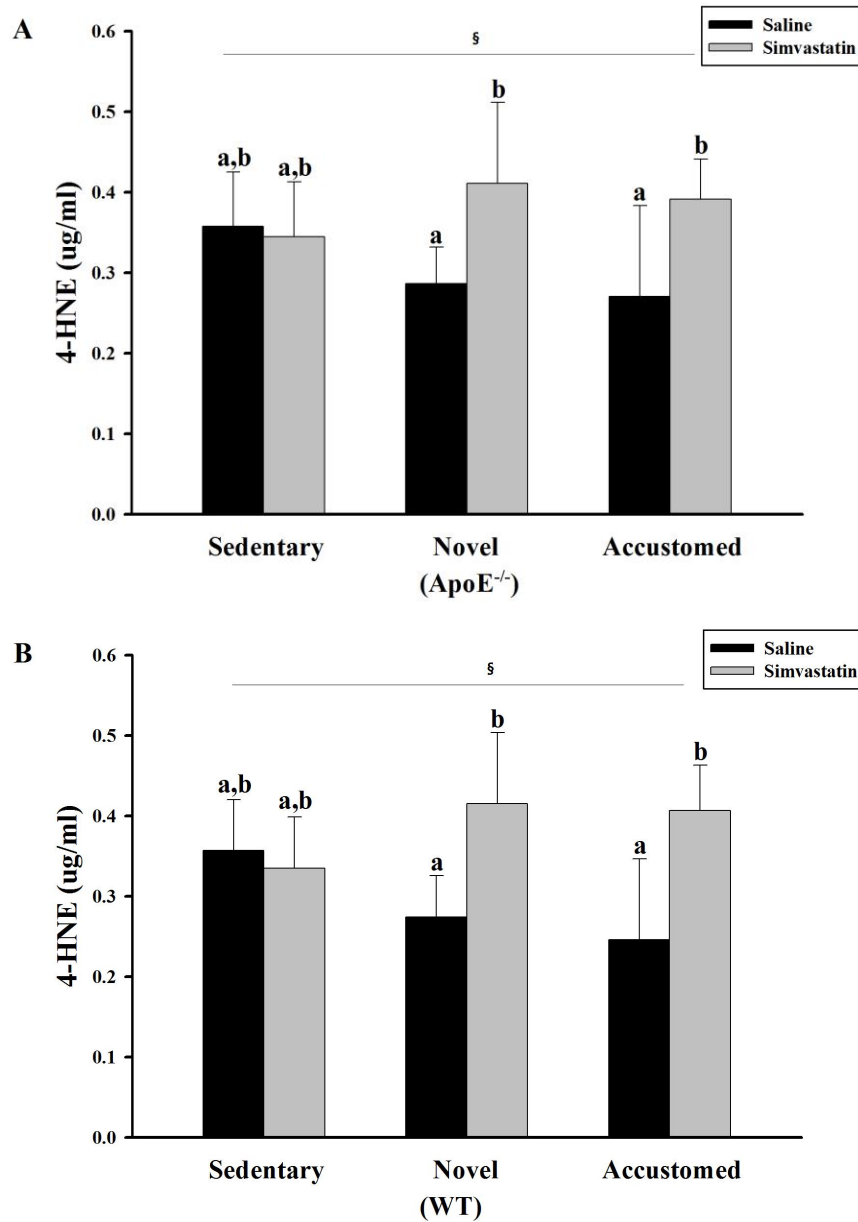 A
0.6
§
Saline
Simvastatin
0.5
b
a,b a,b
b
0.4
a
a
0.3
4-HNE (ug/ml)
0.2
0.1
0.0
Sedentary Novel Accustomed
(ApoE-/-)
B
0.6
§
Saline
Simvastatin
0.5
b
b
a,b a,b
0.4
a
a
0.3
4-HNE (ug/ml)
0.2
0.1
0.0
Sedentary Novel Accustomed
(WT)